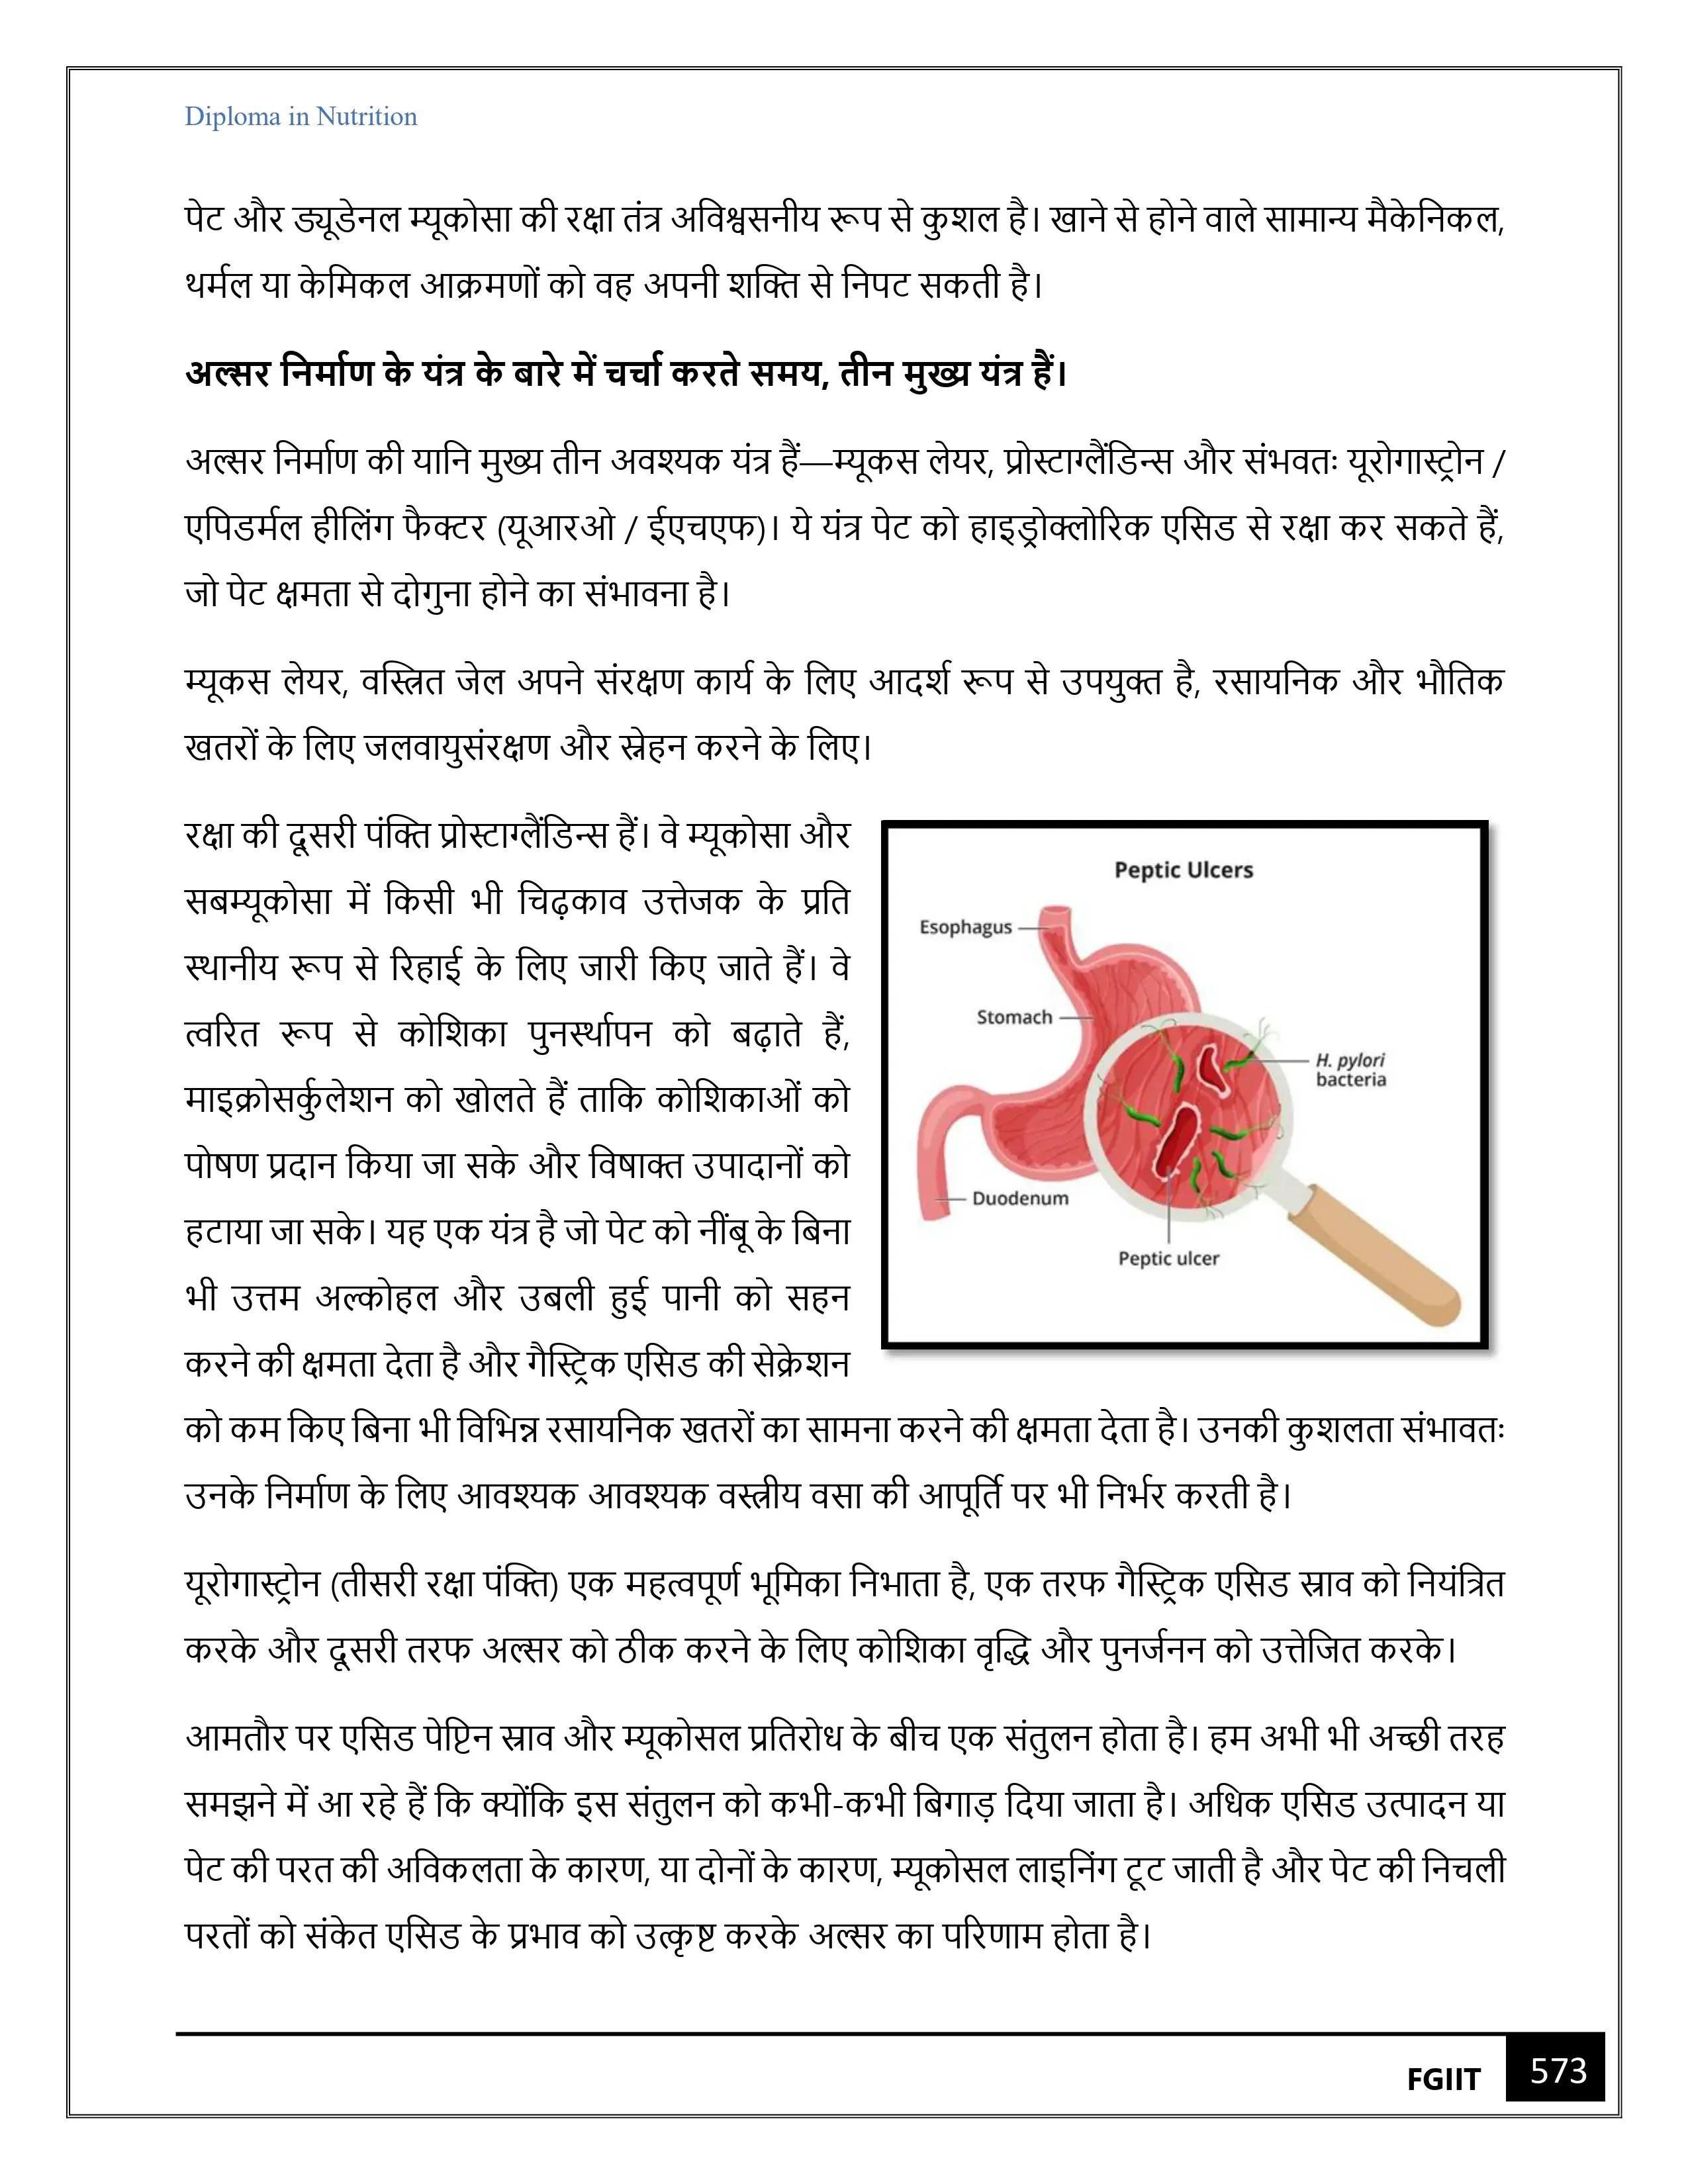 Diploma in Nutrition
पेट और ड्यूडेनल म्यूकोसा की रक्षा तंत्र अविश्वसनीय रूप से कुशल है। खाने से होने वाले सामान्य मैकेनिकल,
थर्मल या केमिकल आक्रमणों को वह अपनी शक्ति से निपट सकती है।
अल्सर निर्माण के यंत्र के बारे में चर्चा करते समय, तीन मुख्य यंत्र हैं।
अल्सर निर्माण की यानि मुख्य तीन अवश्यक यंत्र हैं—म्यूकस लेयर, प्रोस्टाग्लैंडिन्स और संभवतः यूरोगास्ट्रोन /
एपिडर्मल हीलिंग फैक्टर (यूआरओ / ईएचएफ)। ये यंत्र पेट को हाइड्रोक्लोरिक एसिड से रक्षा कर सकते हैं,
जो पेट क्षमता से दोगुना होने का संभावना है।
म्यूकस लेयर, वस्त्रित जेल अपने संरक्षण कार्य के लिए आदर्श रूप से उपयुक्त है, रसायनिक और भौतिक
खतरों के लिए जलवायुसंरक्षण और स्नेहन करने के लिए।
रक्षा की दूसरी पंक्ति प्रोस्टाग्लैंडिन्स हैं। वे म्यूकोसा और
सबम्यूकोसा में किसी भी चिढ़काव उत्तेजक के प्रति
स्थानीय रूप से रिहाई के लिए जारी किए जाते हैं। वे
त्वरित रूप से कोशिका पुनर्स्थापन को बढ़ाते हैं,
माइक्रोसर्कुलेशन को खोलते हैं ताकि कोशिकाओं को
पोषण प्रदान किया जा सके और विषाक्त उपादानों को
हटाया जा सके। यह एक यंत्र है जो पेट को नींबू के बिना
भी उत्तम अल्कोहल और उबली हुई पानी को सहन
करने की क्षमता देता है और गैस्ट्रिक एसिड की सेक्रेशन
को कम किए बिना भी विभिन्न रसायनिक खतरों का सामना करने की क्षमता देता है। उनकी कुशलता संभावतः
उनके निर्माण के लिए आवश्यक आवश्यक वस्त्रीय वसा की आपूर्ति पर भी निर्भर करती है।
Peptic Ulcers
Esophagus
Stomach
H. pylori
bacteria
Duodenum
Peptic ulcer
यूरोगास्ट्रोन (तीसरी रक्षा पंक्ति) एक महत्वपूर्ण भूमिका निभाता है, एक तरफ गैस्ट्रिक एसिड स्राव को नियंत्रित
करके और दूसरी तरफ अल्सर को ठीक करने के लिए कोशिका वृद्धि और पुनर्जनन को उत्तेजित करके।
आमतौर पर एसिड पेप्टिन स्राव और म्यूकोसल प्रतिरोध के बीच एक संतुलन होता है। हम अभी भी अच्छी तरह
समझने में आ रहे हैं कि क्योंकि इस संतुलन को कभी-कभी बिगाड़ दिया जाता है। अधिक एसिड उत्पादन या
पेट की परत की अविकलता के कारण, या दोनों के कारण, म्यूकोसल लाइनिंग टूट जाती है और पेट की निचली
परतों को संकेत एसिड के प्रभाव को उत्कृष्ट करके अल्सर का परिणाम होता है।
FGIIT 573